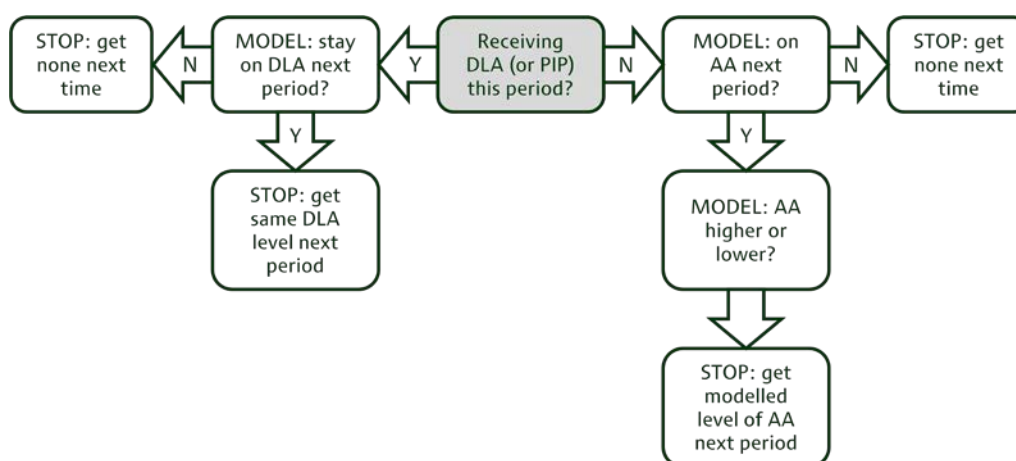 STOP: get
none next
time
N
MODEL: stay
on DLA next
period?
Y
Receiving
DLA (or PIP)
this period?
N
MODEL: on
AA next
period?
N
STOP: get
none next
time
Y
Y
STOP: get
same DLA
level next
period
MODEL: AA
higher or
lower?
STOP: get
modelled
level of AA
next period